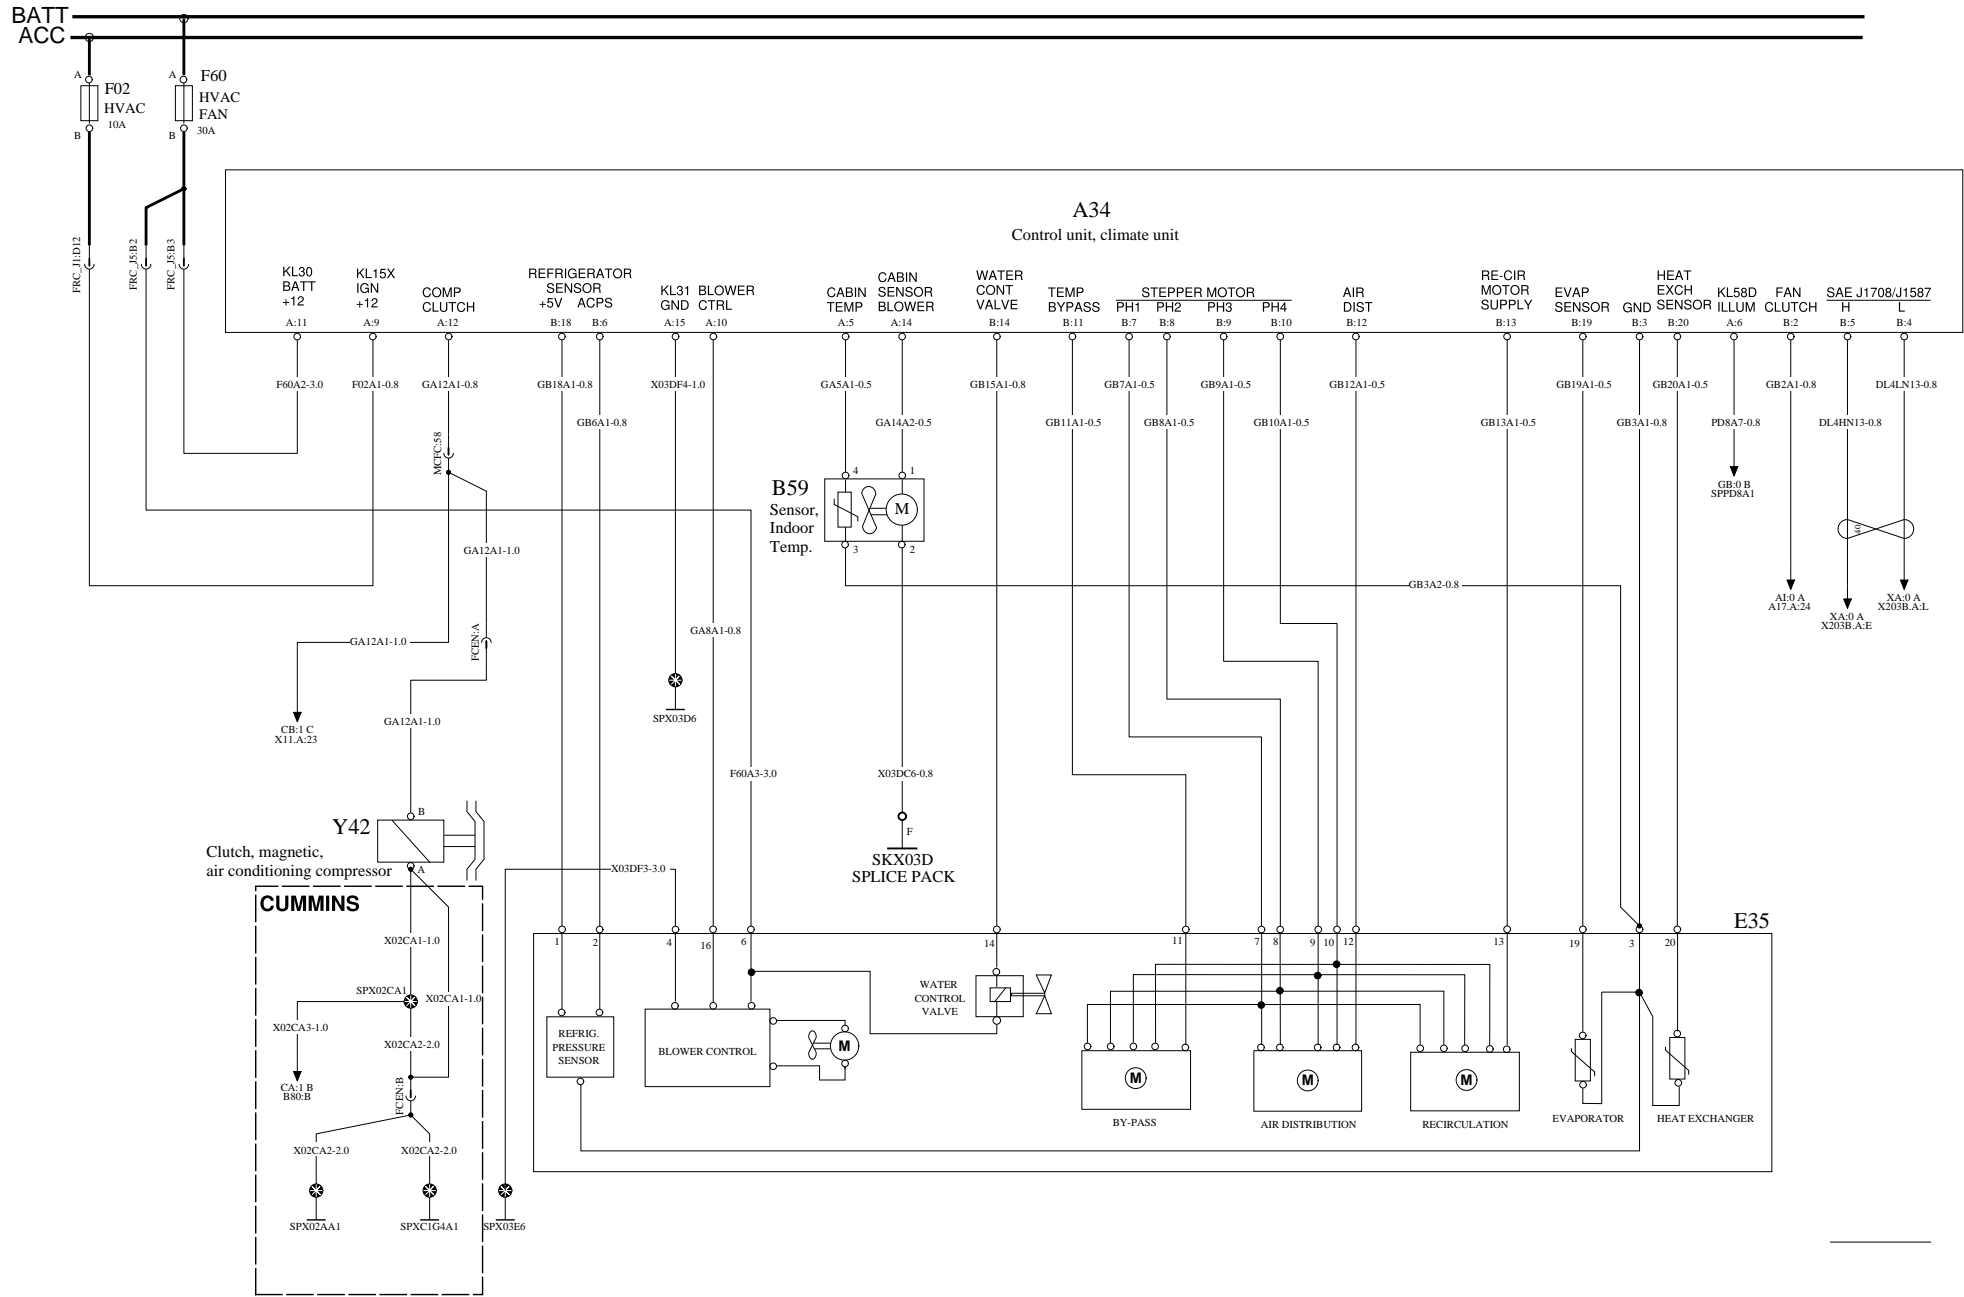 BATT
ACC
A
F02
HVAC
10A
B
A
F60
HVAC
FAN
30A
B
FRC_J1:D12
FRC_J5:B2
FRC_J5:B3
A34
Control unit, climate unit
KL30
BATT
+12
A:11
KL15X
IGN
+12
A:9
COMP
CLUTCH
A:12
REFRIGERATOR
SENSOR
+5V ACPS
B:18 B:6
KL31
GND
A:15
BLOWER
CTRL
A:10
CABIN
TEMP
A:5
CABIN
SENSOR
BLOWER
A:14
WATER
CONT
VALVE
B:14
TEMP
BYPASS
B:11
STEPPER MOTOR
PH1 PH2 PH3 PH4
B:7 B:8 B:9 B:10
AIR
DIST
B:12
RE-CIR
MOTOR
SUPPLY
B:13
EVAP
SENSOR
B:19
GND
B:3
HEAT
EXCH
SENSOR
B:20
KL58D
ILLUM
A:6
FAN
CLUTCH
B:2
SAE J1708/J1587
H L
B:5 B:4
F60A2-3.0
F02A1-0.8
GA12A1-0.8
GB18A1-0.8
X03DF4-1.0
GA5A1-0.5
GB15A1-0.8
GB7A1-0.5
GB9A1-0.5
GB12A1-0.5
GB19A1-0.5
GB20A1-0.5
GB2A1-0.8
DL4LN13-0.8
GB6A1-0.8
GA14A2-0.5
GB11A1-0.5
GB8A1-0.5
GB10A1-0.5
GB13A1-0.5
GB3A1-0.8
PD8A7-0.8
DL4HN13-0.8
MCFC:58
GB:0 B
SPPD8A1
4
1
B59
Sensor,
Indoor
Temp.
M
3
2
40
GA12A1-1.0
GB3A2-0.8
AI:0 A
A17.A:24
XA:0 A
X203B.A:E
XA:0 A
X203B.A:L
GA12A1-1.0
FCEN:A
GA8A1-0.8
SPX03D6
CB:1 C
X11.A:23
GA12A1-1.0
F60A3-3.0
X03DC6-0.8
F
SKX03D
SPLICE PACK
B
Y42
Clutch, magnetic,
air conditioning compressor
A
X03DF3-3.0
CUMMINS
E35
1
2
4
16
6
14
11
7
8
9
10
12
13
19
3
20
X02CA1-1.0
SPX02CA1
X02CA1-1.0
X02CA3-1.0
X02CA2-2.0
CA:1 B
B80:B
FCEN:B
X02CA2-2.0
X02CA2-2.0
SPX02AA1
SPXC1G4A1
SPX03E6
WATER
CONTROL
VALVE
REFRIG.
PRESSURE
SENSOR
BLOWER CONTROL
M
M
BY-PASS
M
AIR DISTRIBUTION
M
RECIRCULATION
EVAPORATOR
HEAT EXCHANGER